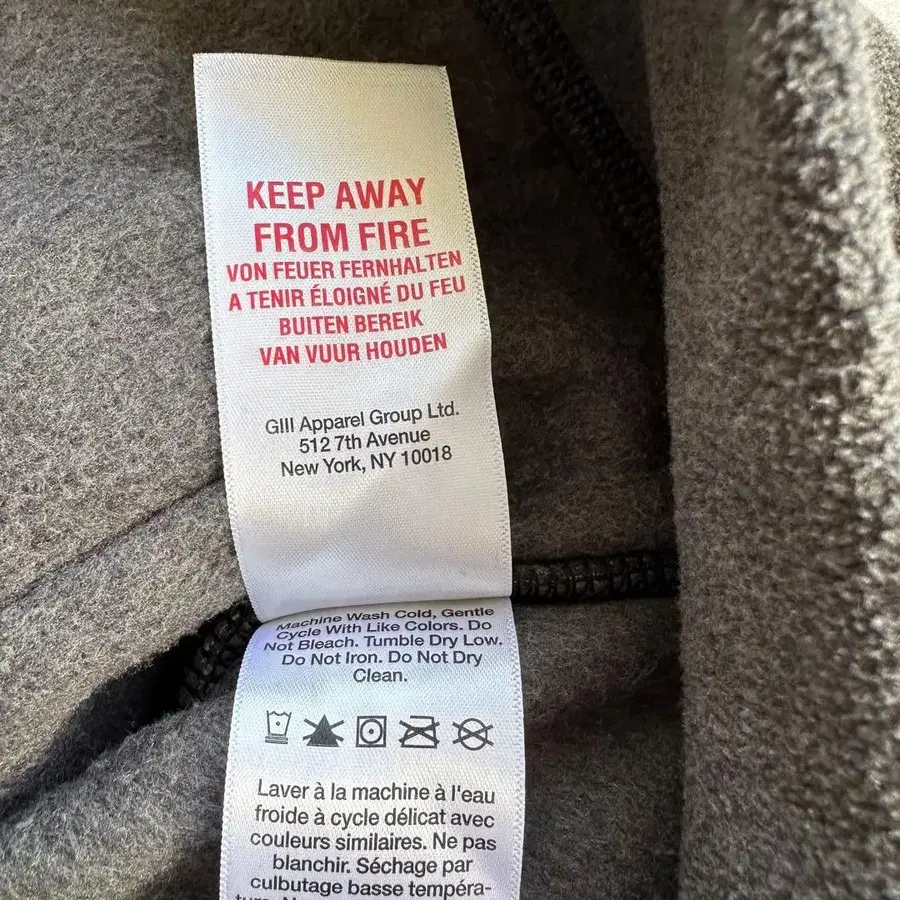 KEEP AWAY
FROM FIRE
VON FEUER FERNHALTEN
A TENIR ÉLOIGNÉ DU FEU
BUITEN BEREIK
VAN VUUR HOUDEN
GIII Apparel Group Ltd.
512 7th Avenue
New York, NY 10018
Machine Wash Cold, Gentle
Cycle With Like Colors. Do
Not Bleach. Tumble Dry Low.
Do Not Iron. Do Not Dry
Clean.
Laver à la machine à l'eau
froide à cycle délicat avec
couleurs similaires. Ne pas
blanchir. Séchage par
culbutage basse tempéra-